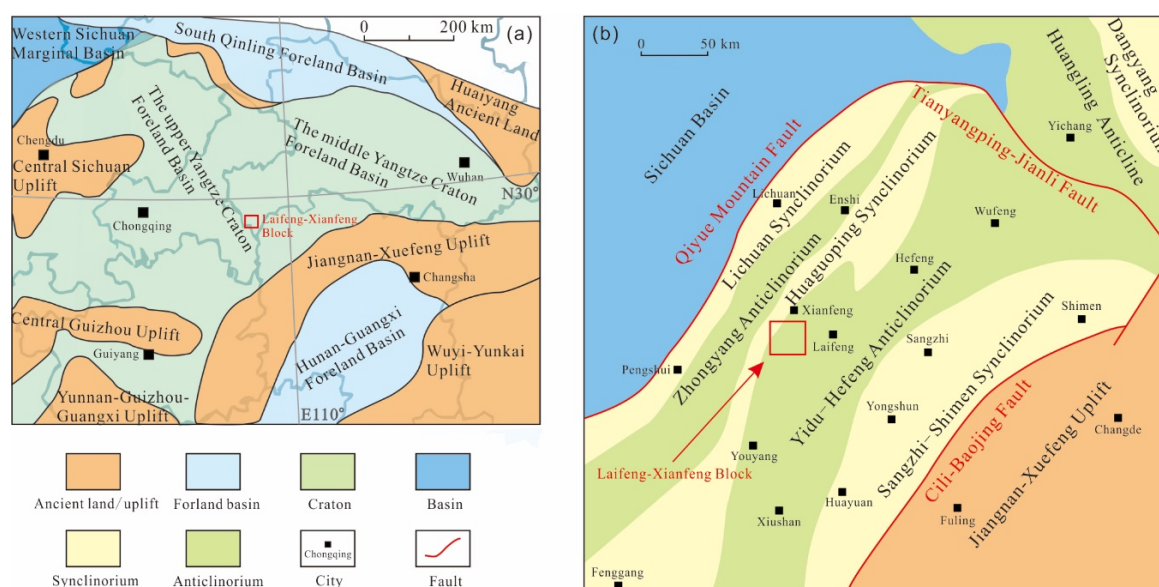 (a)
0 200 km
Western Sichuan
Marginal Basin
South Qinling Foreland Basin
Huaiyang
Ancient Land
Chengdu
Central Sichuan
Uplift
The upper Yangtze Craton
Foreland Basin
The middle Yangtze Craton
Foreland Basin
Wuhan
N30°
Chongqing
Laifeng-Xianfeng
Block
Jiangnan-Xuefeng Uplift
Changsha
Central Guizhou Uplift
Guiyang
Hunan-Guangxi
Foreland Basin
Wuyi-Yunkai
Uplift
Yunnan-Guizhou-
Guangxi Uplift
E110°
Ancient land/uplift
Forland basin
Craton
Basin
Synclinorium
Anticlinorium
Chongqing
City
Fault
(b)
0 50 km
Sichuan Basin
Qiyue Mountain Fault
Tianyangping-Jianli Fault
Huangling Anticline
Dangyang
Synclinorium
Yichang
Lichuan
Lichuan Synclinorium
Enshi
Huaguoping Synclinorium
Wufeng
Hefeng
Zhongyang Anticlinorium
Xianfeng
Laifeng
Yidu-Hefeng Anticlinorium
Shimen
Sangzhi
Pengshui
Sangzhi-Shimen Synclinorium
Yongshun
Cili-Baojing Fault
Changde
Jiangnan-Xuefeng Uplift
Youyang
Laifeng-Xianfeng Block
Huayuan
Fuling
Xiushan
Fenggang